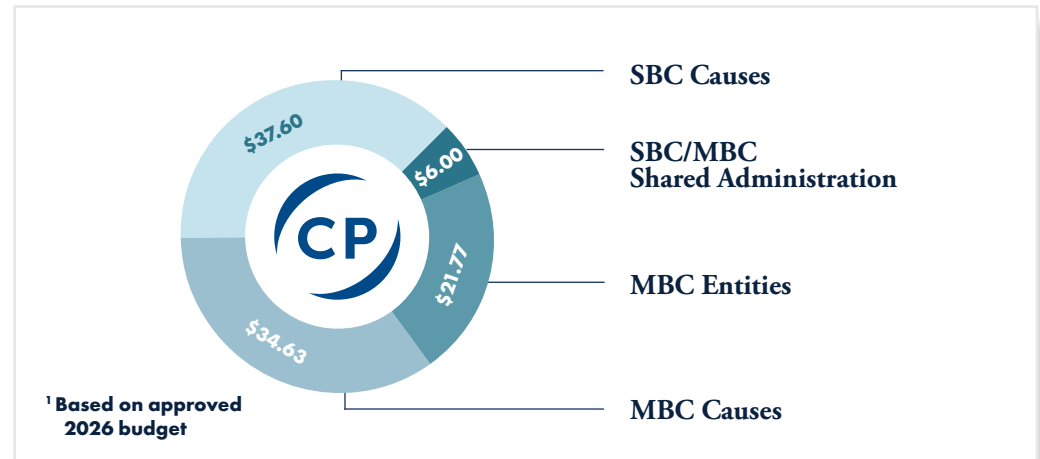 SBC Causes
$37.60
SBC/MBC
Shared Administration
$6.00
CP
$21.77
MBC Entities
$34.63
¹ Based on approved
2026 budget
MBC Causes